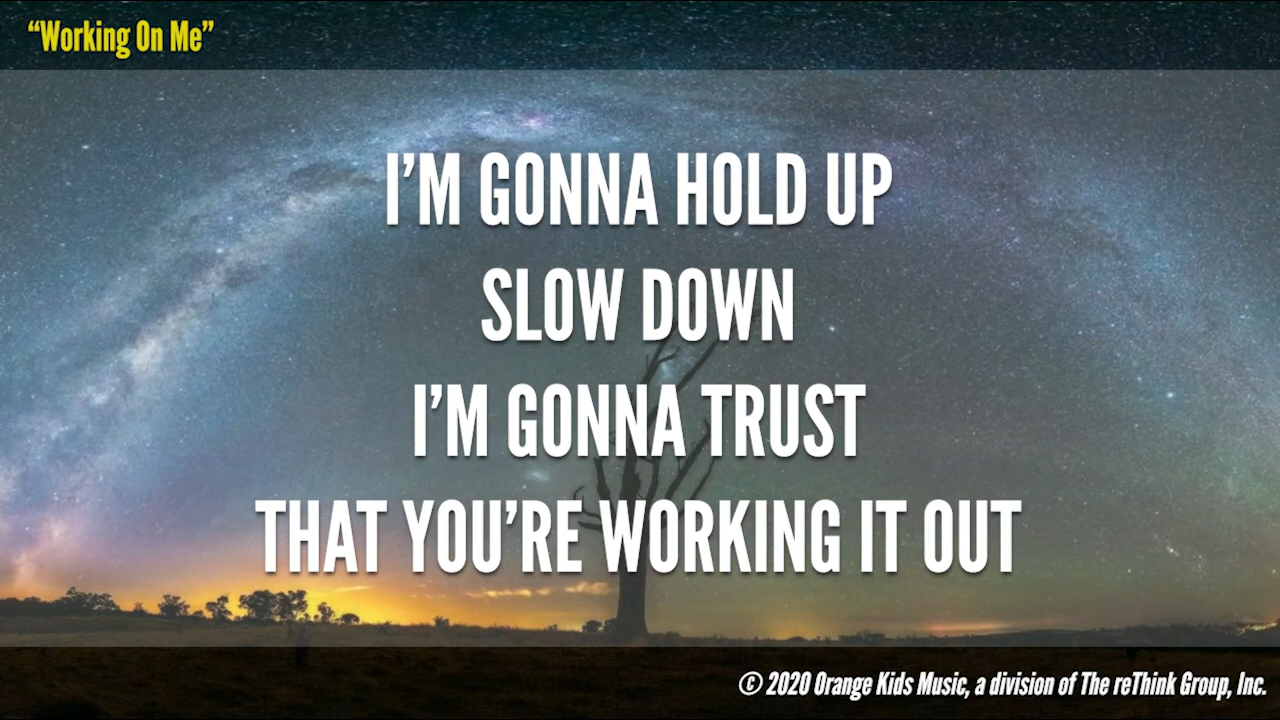 “Working On Me”
I’M GONNA HOLD UP
SLOW DOWN
I’M GONNA TRUST
THAT YOU’RE WORKING IT OUT
© 2020 Orange Kids Music, a division of The reThink Group, Inc.